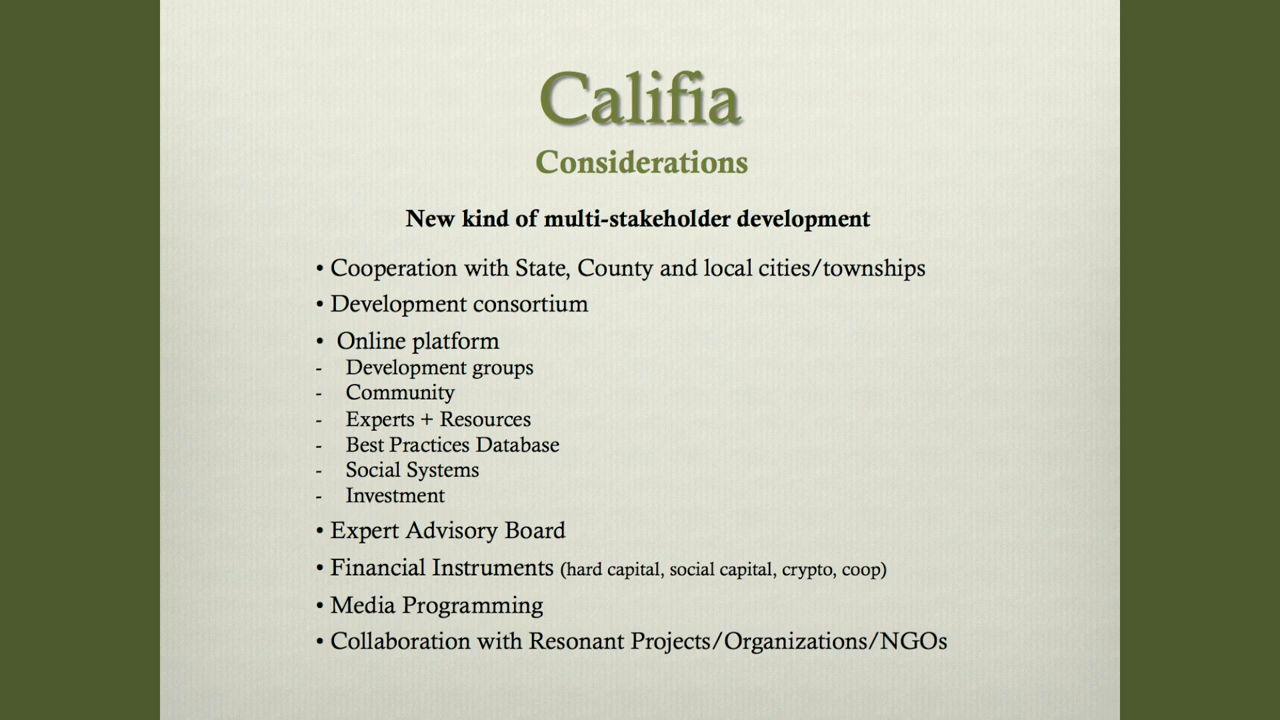 Califia
Considerations
New kind of multi-stakeholder development
• Cooperation with State, County and local cities/townships
• Development consortium
• Online platform
- Development groups
- Community
- Experts + Resources
- Best Practices Database
- Social Systems
- Investment
• Expert Advisory Board
• Financial Instruments (hard capital, social capital, crypto, coop)
• Media Programming
• Collaboration with Resonant Projects/Organizations/NGOs